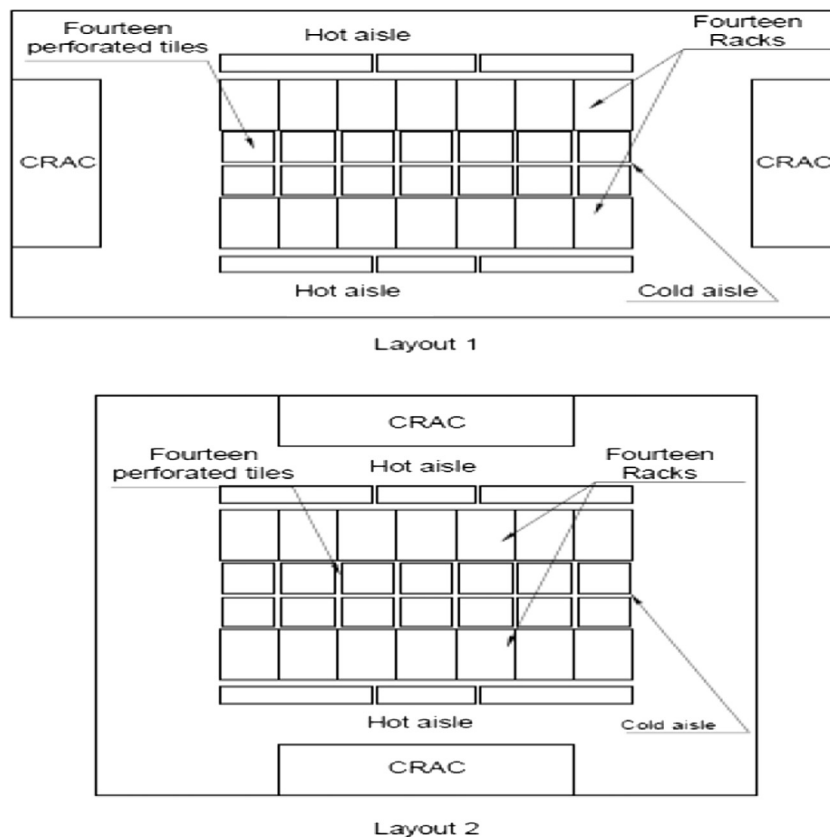 Fourteen
perforated tiles
Hot aisle
Fourteen
Racks
CRAC
CRAC
Hot aisle
Cold aisle
Layout 1
CRAC
Fourteen
perforated tiles
Hot aisle
Fourteen
Racks
Hot aisle
Cold aisle
CRAC
Layout 2